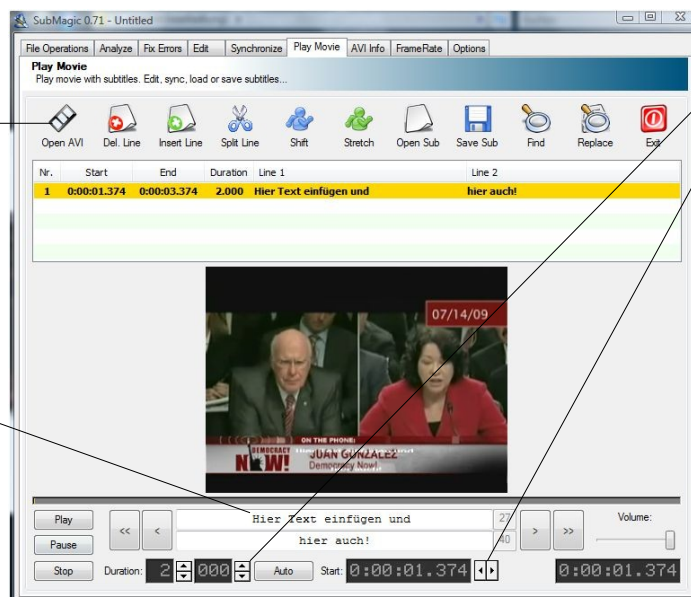 SubMagic 0.71 - Untitled
File Operations Analyze Fix Errors Edit Synchronize Play Movie AVI Info FrameRate Options
Play Movie
Play movie with subtitles. Edit, sync, load or save subtitles...
Open AVI Del. Line Insert Line Split Line Shift Stretch Open Sub Save Sub Find Replace Exit
Nr. Start End Duration Line 1 Line 2
1 0:00:01.374 0:00:03.374 2.000 Hier Text einfügen und hier auch!
07/14/09
ON THE PHONE:
DEMOCRACY NOW!
JUAN GONZALEZ
Democracy Now!
Play << < Hier Text einfügen und 27 > >> Volume:
Pause hier auch! 40
Stop Duration: 2 000 Auto Start: 0:00:01.374 0:00:01.374